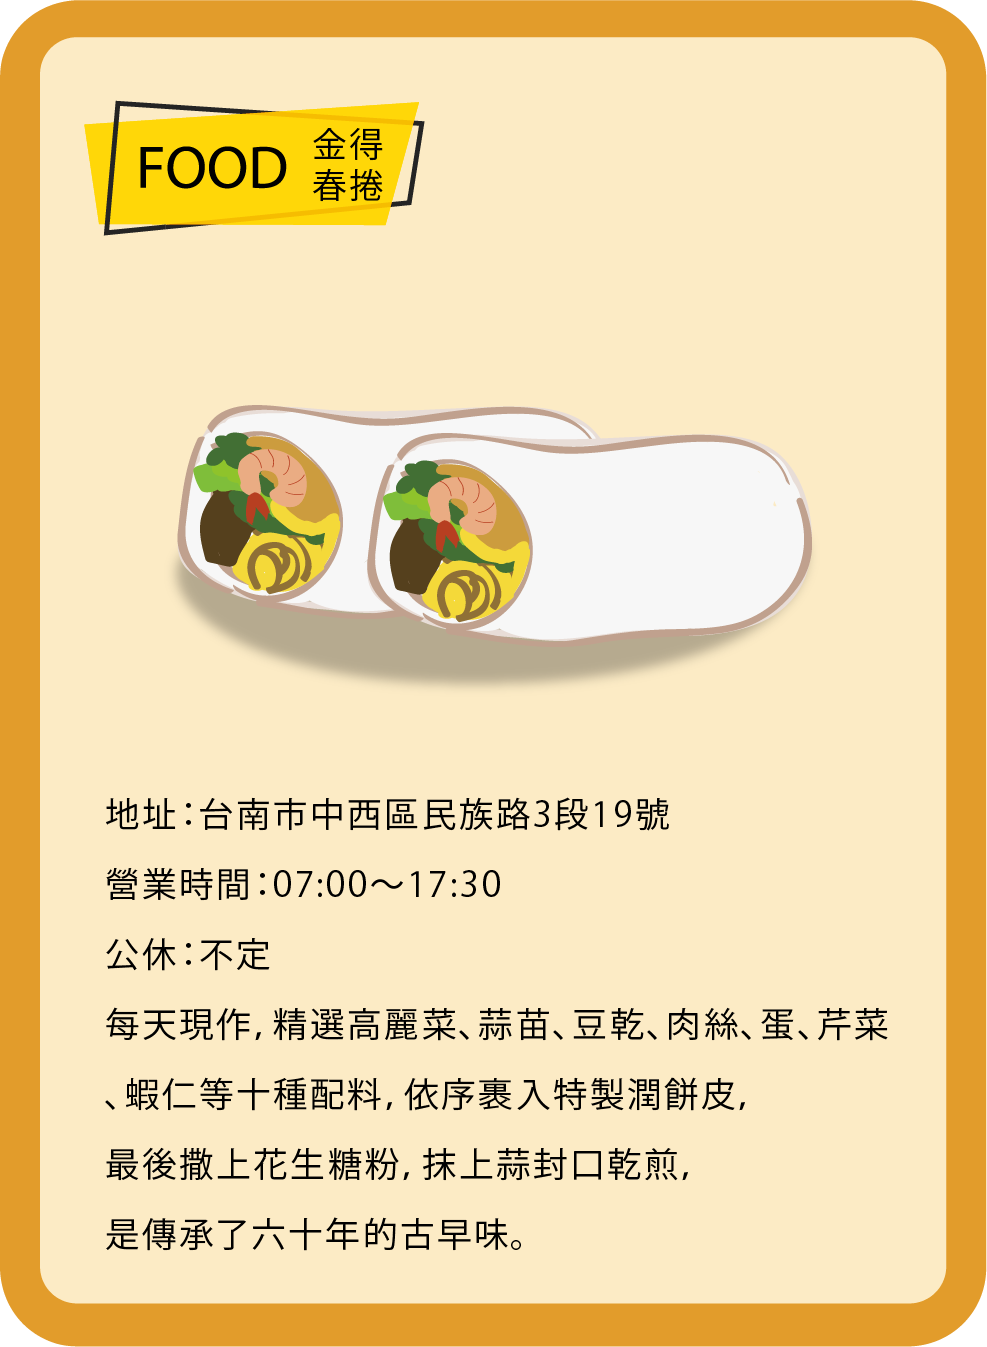 FOOD 金得
春捲
地址：台南市中西區民族路3段19號
營業時間：07:00～17:30
公休：不定
每天現作，精選高麗菜、蒜苗、豆乾、肉絲、蛋、芹菜
、蝦仁等十種配料，依序裹入特製潤餅皮，
最後撒上花生糖粉，抹上蒜封口乾煎，
是傳承了六十年的古早味。